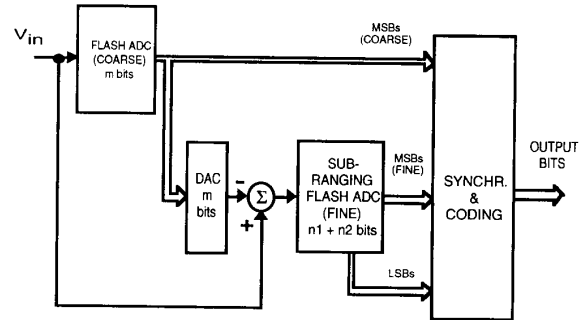 Vin
FLASH ADC
(COARSE)
m bits
MSBs
(COARSE)
DAC
m
bits
-
+
Σ
SUB-
RANGING
FLASH ADC
(FINE)
n1 + n2 bits
MSBs
(FINE)
LSBs
SYNCHR.
&
CODING
OUTPUT
BITS